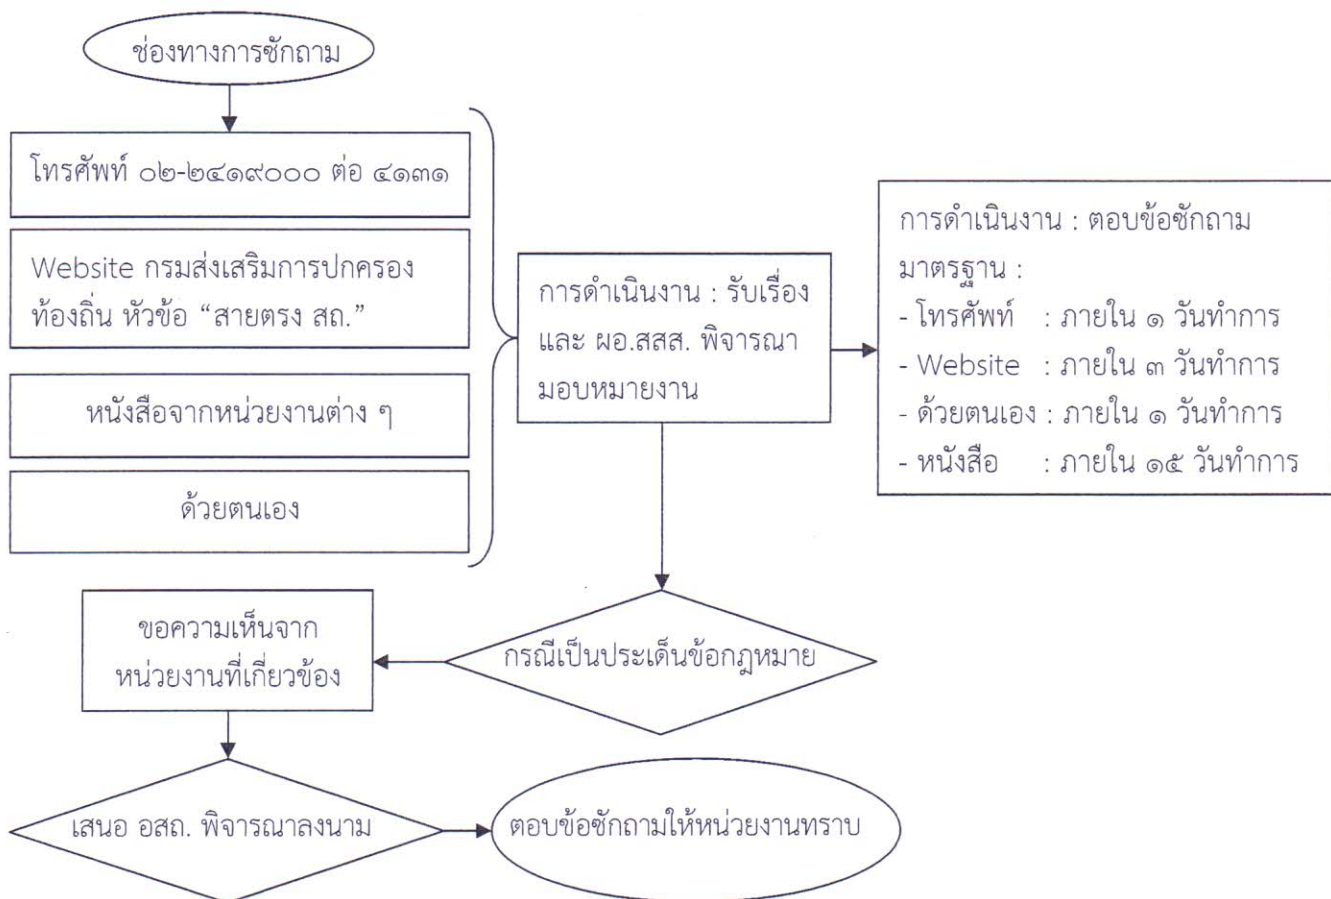 ช่องทางการซักถาม
โทรศัพท์ ๐๒-๒๔๑๙๐๐๐ ต่อ ๔๑๓๑
Website กรมส่งเสริมการปกครอง
ท้องถิ่น หัวข้อ “สายตรง สถ.”
หนังสือจากหน่วยงานต่าง ๆ
ด้วยตนเอง
การดำเนินงาน : รับเรื่อง
และ ผอ.สสส. พิจารณา
มอบหมายงาน
การดำเนินงาน : ตอบข้อซักถาม
มาตรฐาน :
- โทรศัพท์ : ภายใน ๑ วันทำการ
- Website : ภายใน ๓ วันทำการ
- ด้วยตนเอง : ภายใน ๑ วันทำการ
- หนังสือ : ภายใน ๑๕ วันทำการ
กรณีเป็นประเด็นข้อกฎหมาย
ขอความเห็นจาก
หน่วยงานที่เกี่ยวข้อง
เสนอ อสถ. พิจารณาลงนาม
ตอบข้อซักถามให้หน่วยงานทราบ